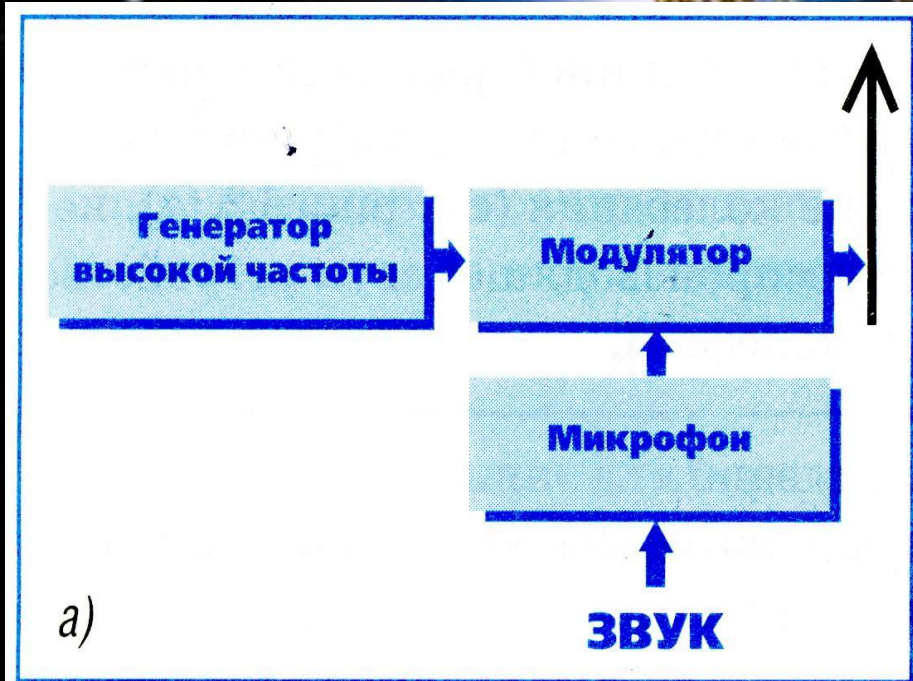 Генератор
высокой частоты
Модулятор
Микрофон
ЗВУК
а)